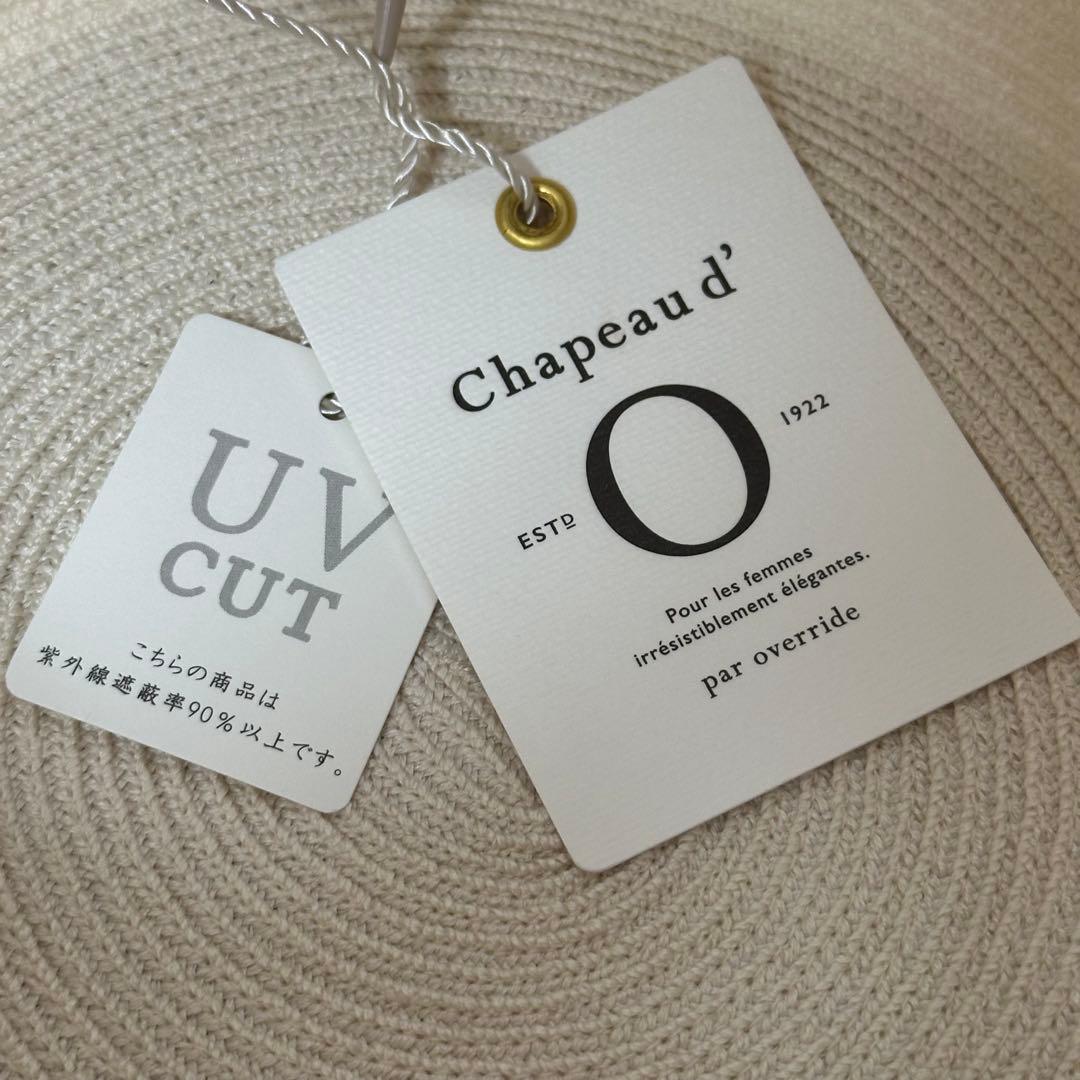 UV
CUT
こちらの商品は
紫外線遮蔽率90%以上です。
Chapeau d'
O
ESTD
1922
Pour les femmes
irrésistiblement élégantes.
par override